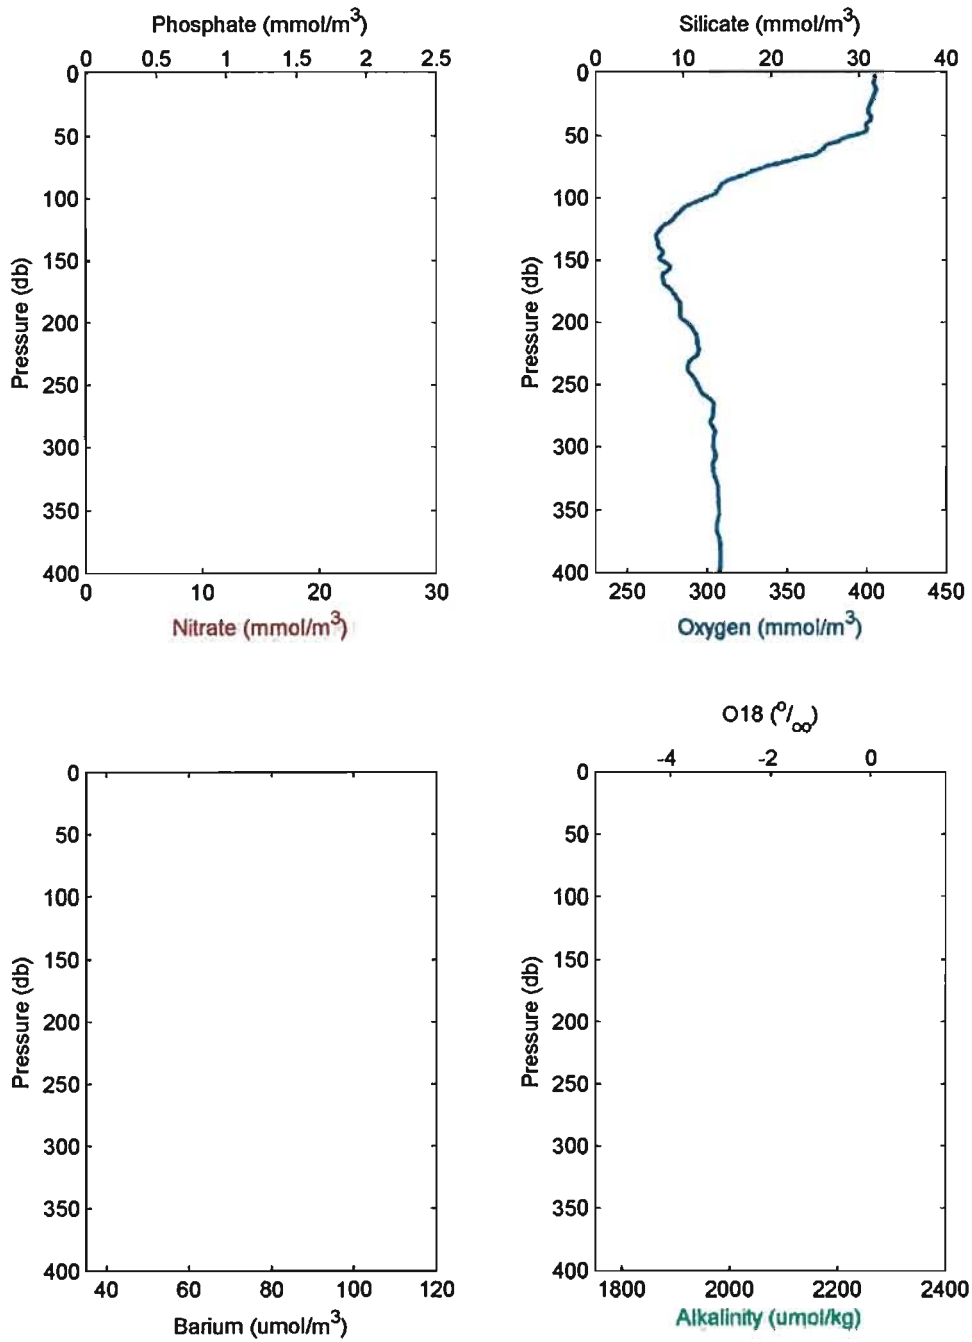 Phosphate (mmol/m³)
0 0.5 1 1.5 2 2.5
0
50
100
150
200
250
300
350
400
Pressure (db)
0 10 20 30
Nitrate (mmol/m³)
Silicate (mmol/m³)
0 10 20 30 40
0
50
100
150
200
250
300
350
400
Pressure (db)
250 300 350 400 450
Oxygen (mmol/m³)
0
50
100
150
200
250
300
350
400
Pressure (db)
40 60 80 100 120
Barium (umol/m³)
O18 (⁰/₀₀)
-4 -2 0
0
50
100
150
200
250
300
350
400
Pressure (db)
1800 2000 2200 2400
Alkalinity (umol/kg)